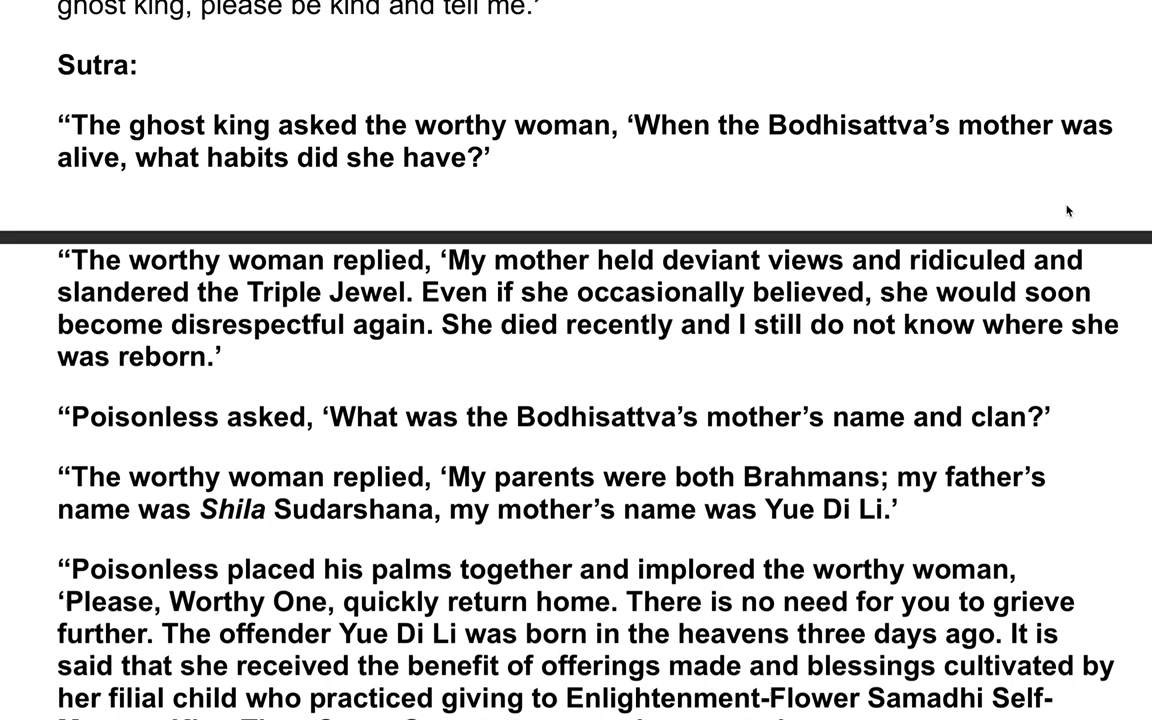 ghost king, please be kind and tell me.’
Sutra:
“The ghost king asked the worthy woman, ‘When the Bodhisattva’s mother was
alive, what habits did she have?’
“The worthy woman replied, ‘My mother held deviant views and ridiculed and
slandered the Triple Jewel. Even if she occasionally believed, she would soon
become disrespectful again. She died recently and I still do not know where she
was reborn.’
“Poisonless asked, ‘What was the Bodhisattva’s mother’s name and clan?’
“The worthy woman replied, ‘My parents were both Brahmans; my father’s
name was Shila Sudarshana, my mother’s name was Yue Di Li.’
“Poisonless placed his palms together and implored the worthy woman,
‘Please, Worthy One, quickly return home. There is no need for you to grieve
further. The offender Yue Di Li was born in the heavens three days ago. It is
said that she received the benefit of offerings made and blessings cultivated by
her filial child who practiced giving to Enlightenment-Flower Samadhi Self-